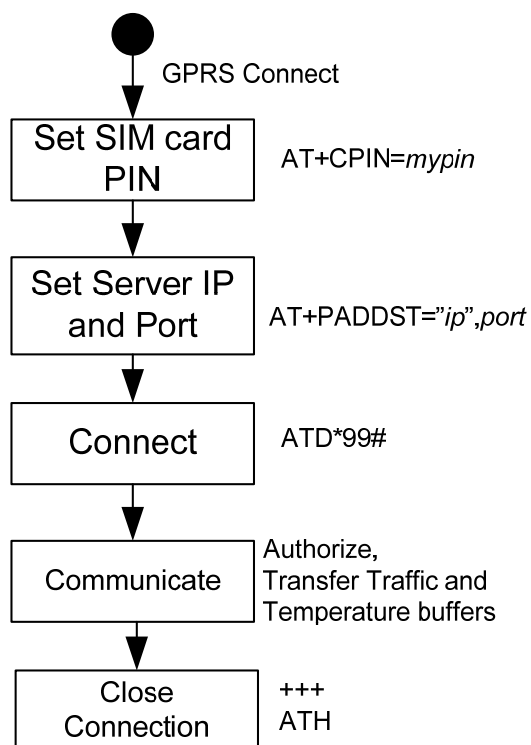 GPRS Connect
Set SIM card
PIN
AT+CPIN=mypin
Set Server IP
and Port
AT+PADDST=”ip”,port
Connect
ATD*99#
Communicate
Authorize,
Transfer Traffic and
Temperature buffers
Close
Connection
+++
ATH